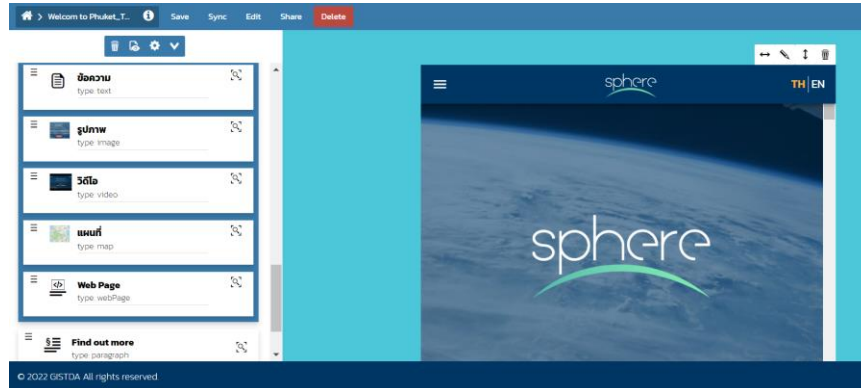 Welcom to Phuket_T... Save Sync Edit Share Delete
ข้อความ
type: text
รูปภาพ
type: image
วิดีโอ
type: video
แผนที่
type: map
Web Page
type: webPage
Find out more
type: paragraph
sphere
TH|EN
sphere
© 2022 GISTDA All rights reserved.